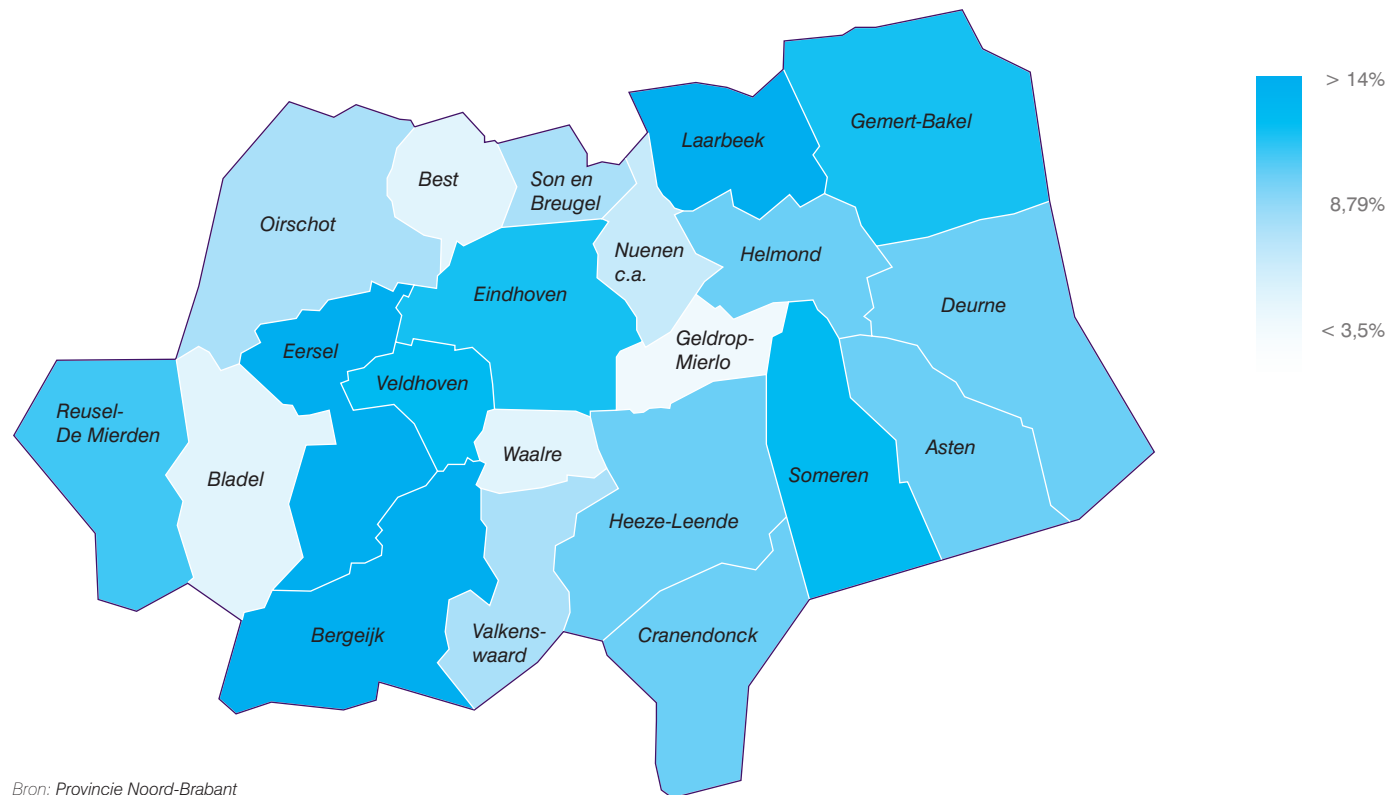 > 14%
Gemert-Bakel
Laarbeek
Best
Son en
Breugel
8,79%
Oirschot
Nuenen
c.a.
Helmond
Eindhoven
Deurne
< 3,5%
Geldrop-
Mierlo
Eersel
Veldhoven
Reusel-
De Mierden
Asten
Waalre
Bladel
Someren
Heeze-Leende
Bergeijk
Valkens-
waard
Cranendonck
Bron: Provincie Noord-Brabant